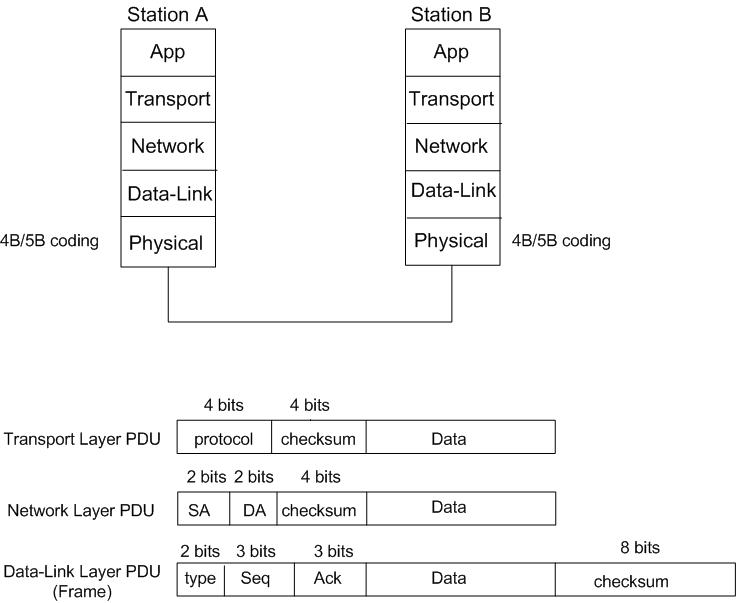 Station A Station B
App App
Transport Transport
Network Network
Data-Link Data-Link
4B/5B coding Physical Physical 4B/5B coding
4 bits 4 bits
Transport Layer PDU protocol checksum Data
2 bits 2 bits 4 bits
Network Layer PDU SA DA checksum Data
2 bits 3 bits 3 bits 8 bits
Data-Link Layer PDU type Seq Ack Data checksum
(Frame)